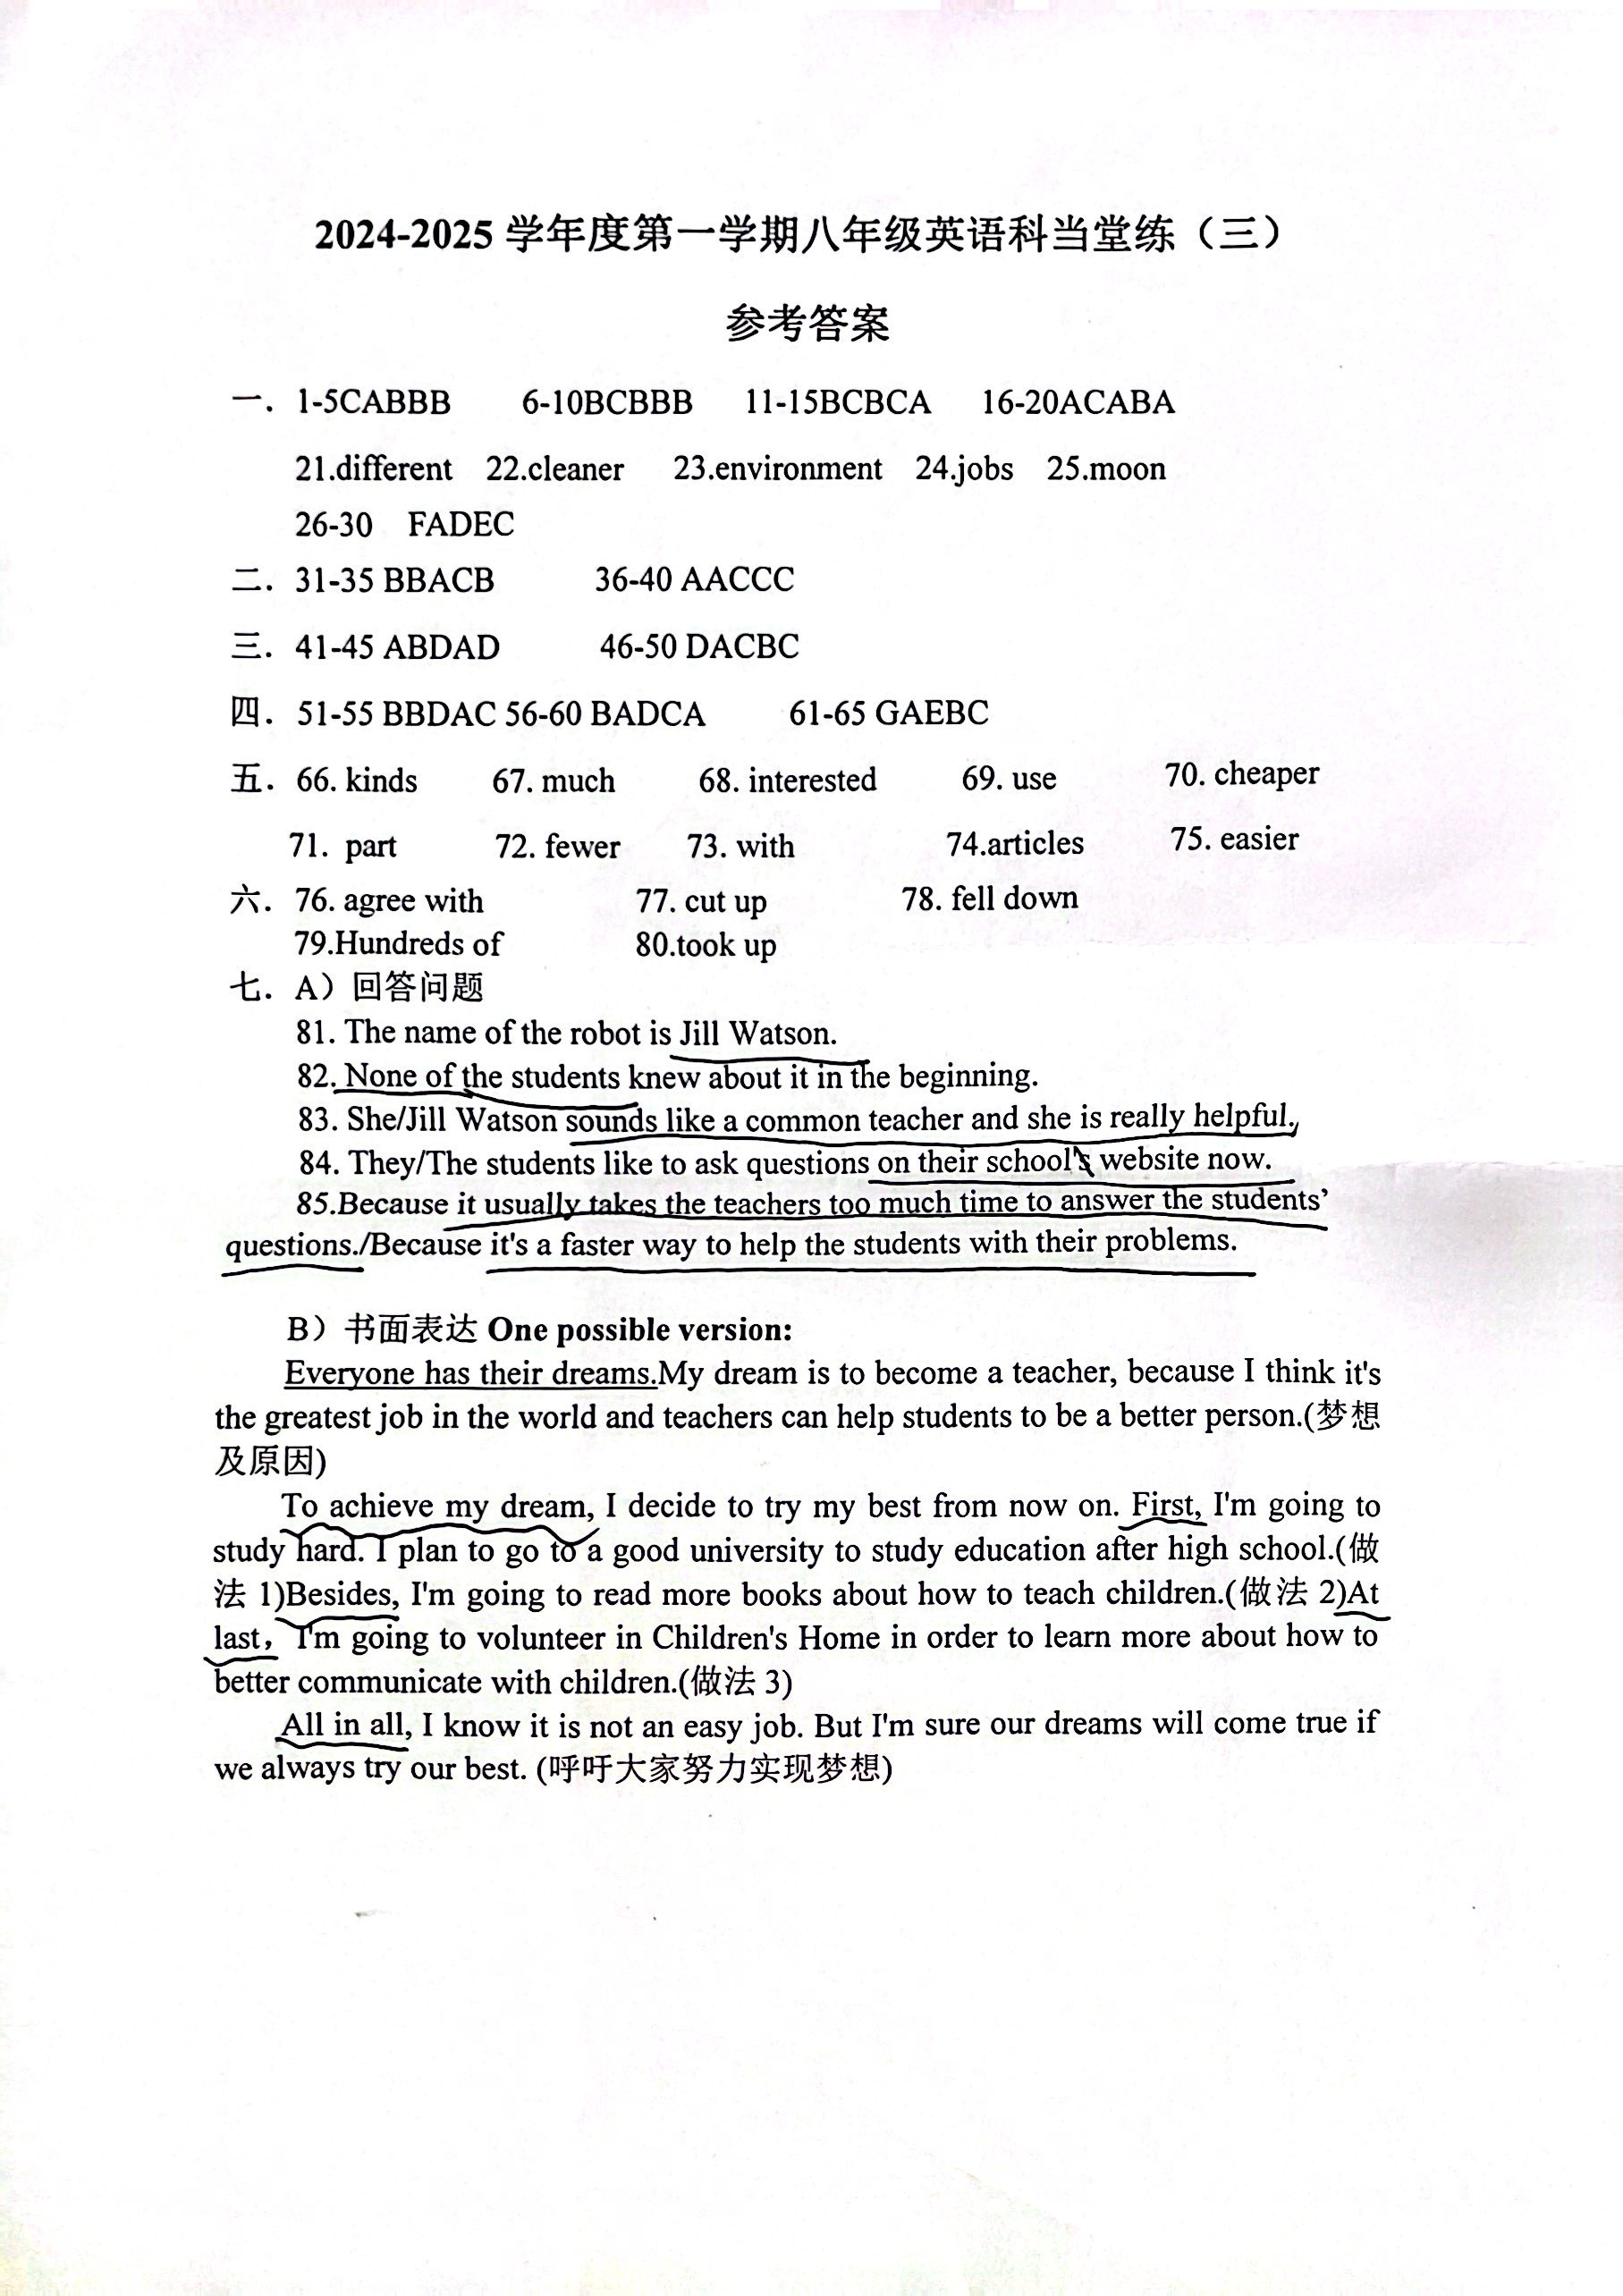 2024-2025 学年度第一学期八年级英语科当堂练（三）
参考答案
一．1-5CABBB 6-10BCBBB 11-15BCBCA 16-20ACABA
21.different 22.cleaner 23.environment 24.jobs 25.moon
26-30 FADEC
二．31-35 BBACB 36-40 AACCC
三．41-45 ABDAD 46-50 DACBC
四．51-55 BBDAC 56-60 BADCA 61-65 GAEBC
五．66. kinds 67. much 68. interested 69. use 70. cheaper
71. part 72. fewer 73. with 74.articles 75. easier
六．76. agree with 77. cut up 78. fell down
79.Hundreds of 80.took up
七．A）回答问题
81. The name of the robot is Jill Watson.
82. None of the students knew about it in the beginning.
83. She/Jill Watson sounds like a common teacher and she is really helpful.
84. They/The students like to ask questions on their school's website now.
85.Because it usually takes the teachers too much time to answer the students’
questions./Because it's a faster way to help the students with their problems.
B）书面表达 One possible version:
Everyone has their dreams.My dream is to become a teacher, because I think it's
the greatest job in the world and teachers can help students to be a better person.(梦想
及原因)
To achieve my dream, I decide to try my best from now on. First, I'm going to
study hard. I plan to go to a good university to study education after high school.(做
法 1)Besides, I'm going to read more books about how to teach children.(做法 2)At
last，I'm going to volunteer in Children's Home in order to learn more about how to
better communicate with children.(做法 3)
All in all, I know it is not an easy job. But I'm sure our dreams will come true if
we always try our best. (呼吁大家努力实现梦想)